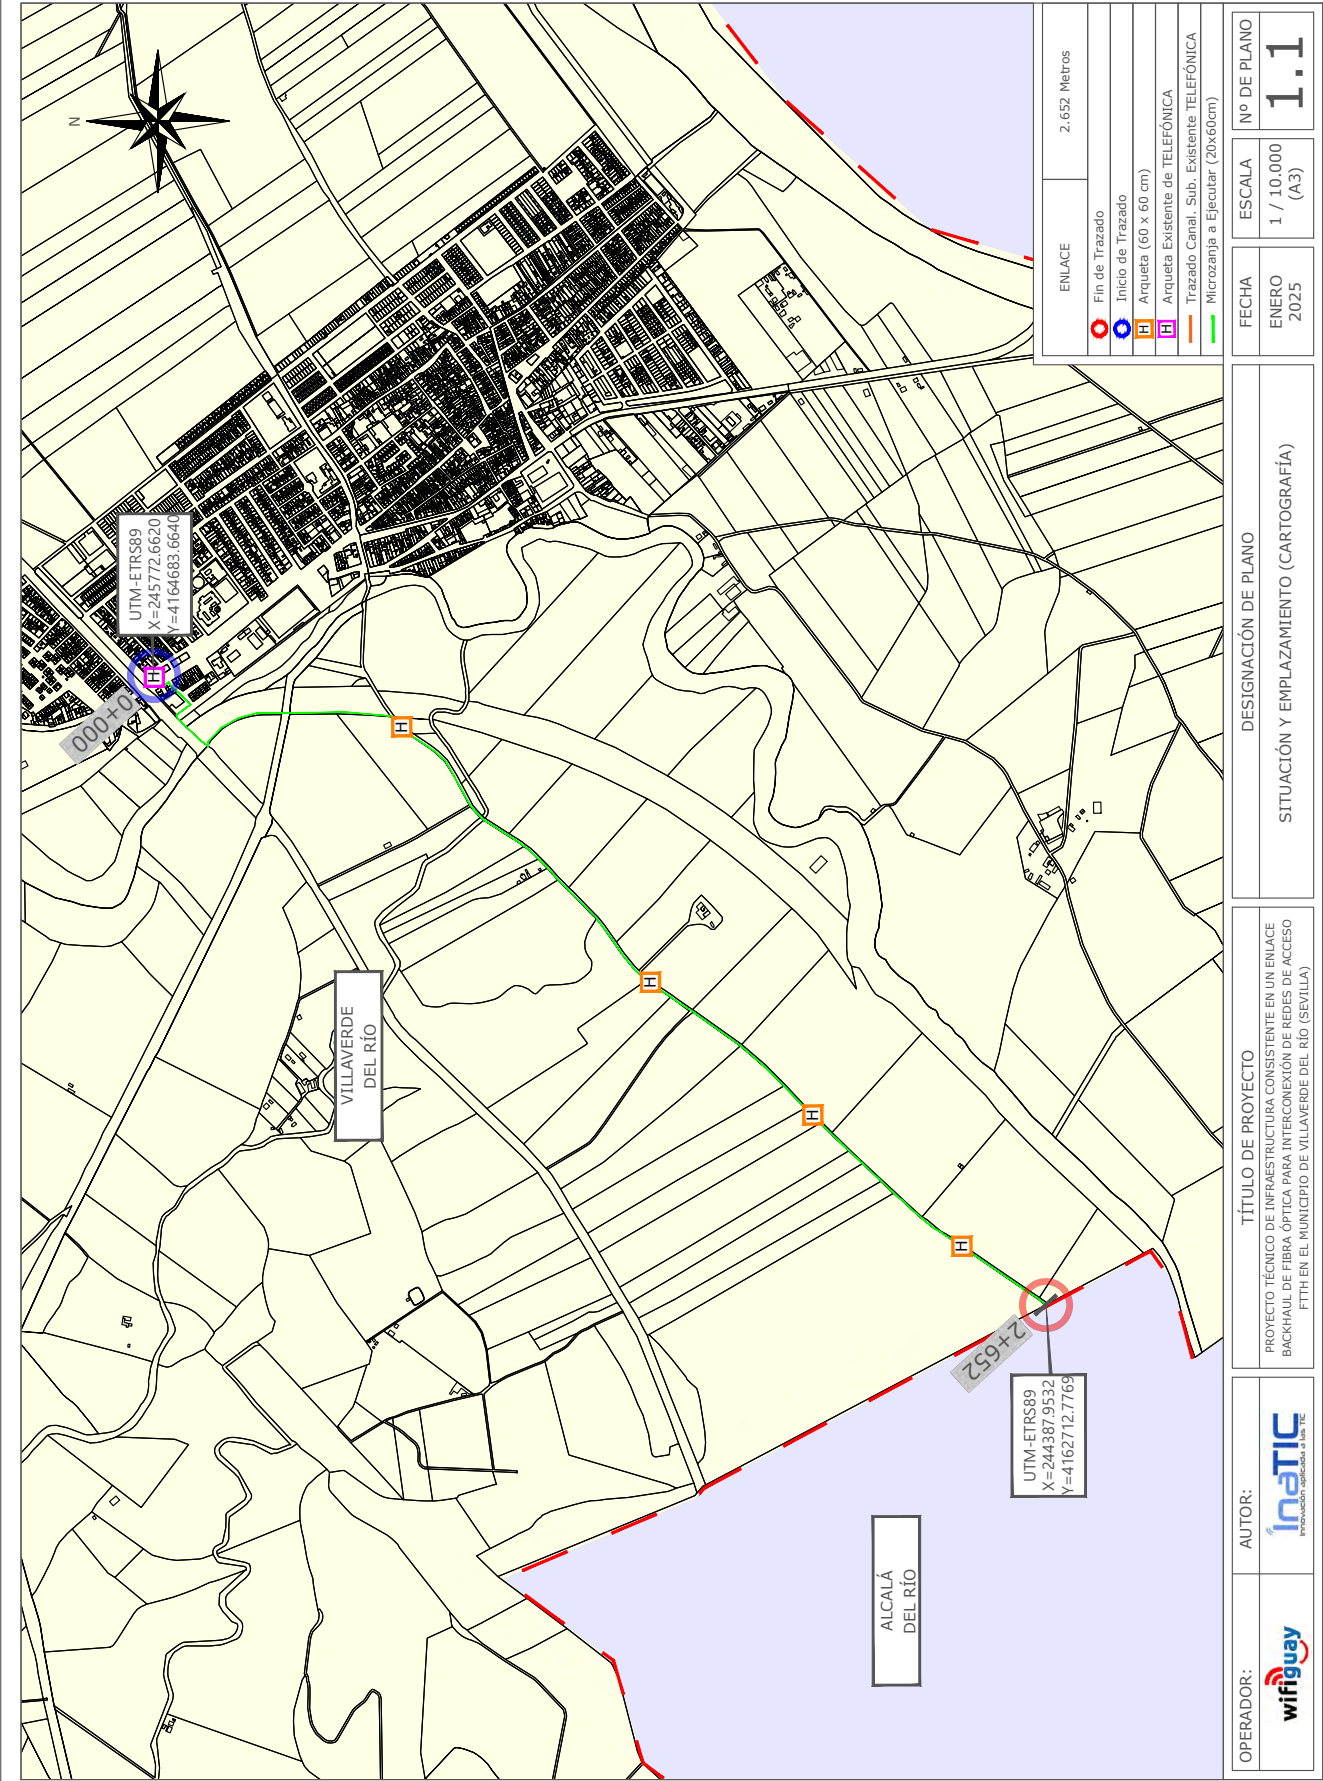 N
UTM-ETRS89
X=245772.6620
Y=4164683.6640
0+000
H
H
H
H
H
VILLAVERDE
DEL RÍO
2+652
UTM-ETRS89
X=244387.9532
Y=4162712.7769
ALCALÁ
DEL RÍO
ENLACE
2.652 Metros
Fin de Trazado
Inicio de Trazado
H Arqueta (60 x 60 cm)
H Arqueta Existente de TELEFÓNICA
Trazado Canal. Sub. Existente TELEFÓNICA
Microzanja a Ejecutar (20x60cm)
OPERADOR:
wifiguay
AUTOR:
inaTIC
innovación aplicada a las TIC
TÍTULO DE PROYECTO
PROYECTO TÉCNICO DE INFRAESTRUCTURA CONSISTENTE EN UN ENLACE
BACKHAUL DE FIBRA ÓPTICA PARA INTERCONEXIÓN DE REDES DE ACCESO
FTTH EN EL MUNICIPIO DE VILLAVERDE DEL RÍO (SEVILLA)
DESIGNACIÓN DE PLANO
SITUACIÓN Y EMPLAZAMIENTO (CARTOGRAFÍA)
FECHA
ENERO
2025
ESCALA
1 / 10.000
(A3)
Nº DE PLANO
1.1